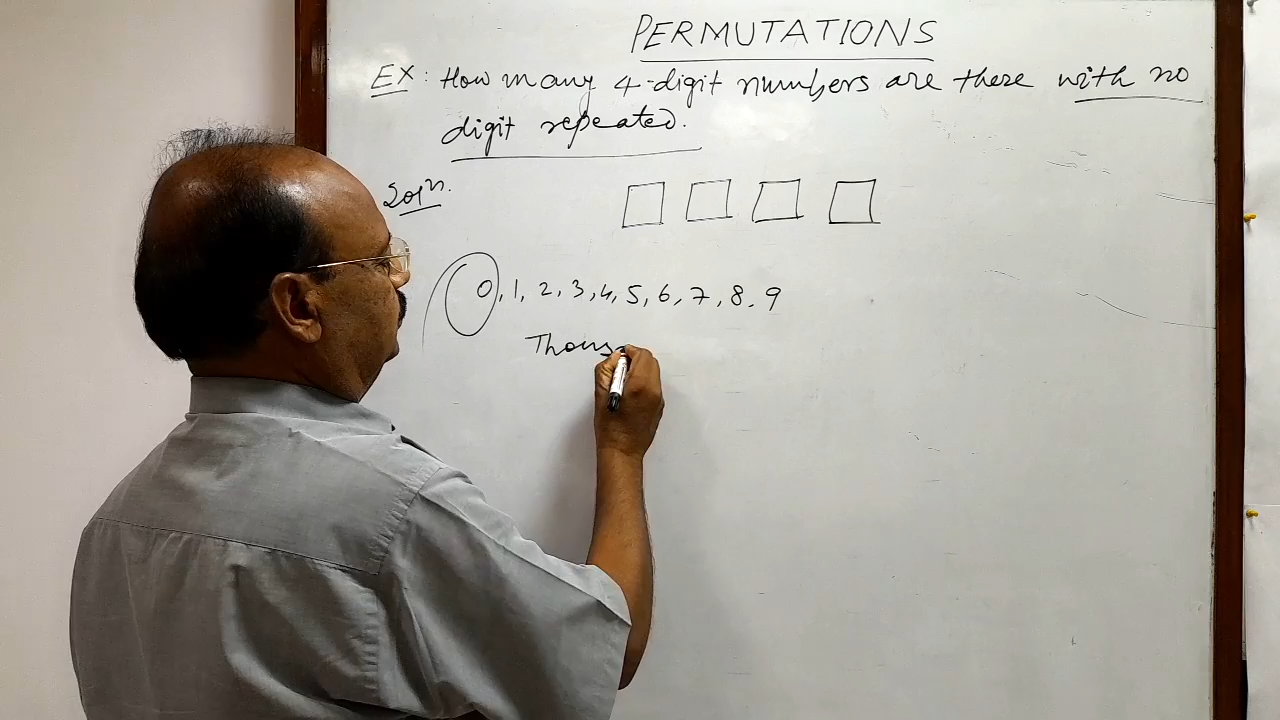 PERMUTATIONS
EX: How many 4-digit numbers are there with no
digit repeated.
Solⁿ.
0, 1, 2, 3, 4, 5, 6, 7, 8, 9
Thous